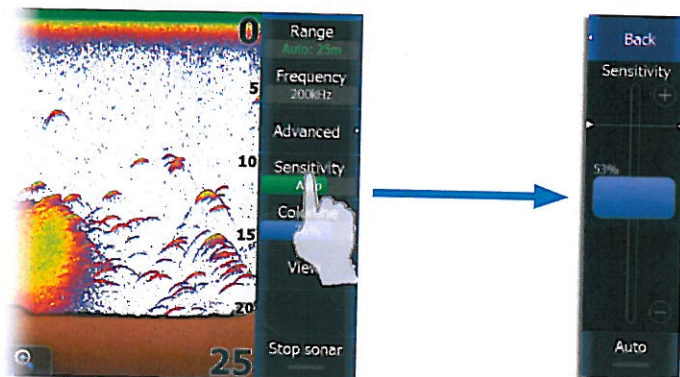 0
5
10
15
20
25
Range
Auto: 25m
Frequency
200kHz
Advanced
Sensitivity
Auto
Stop sonar
Back
Sensitivity
53%
Auto